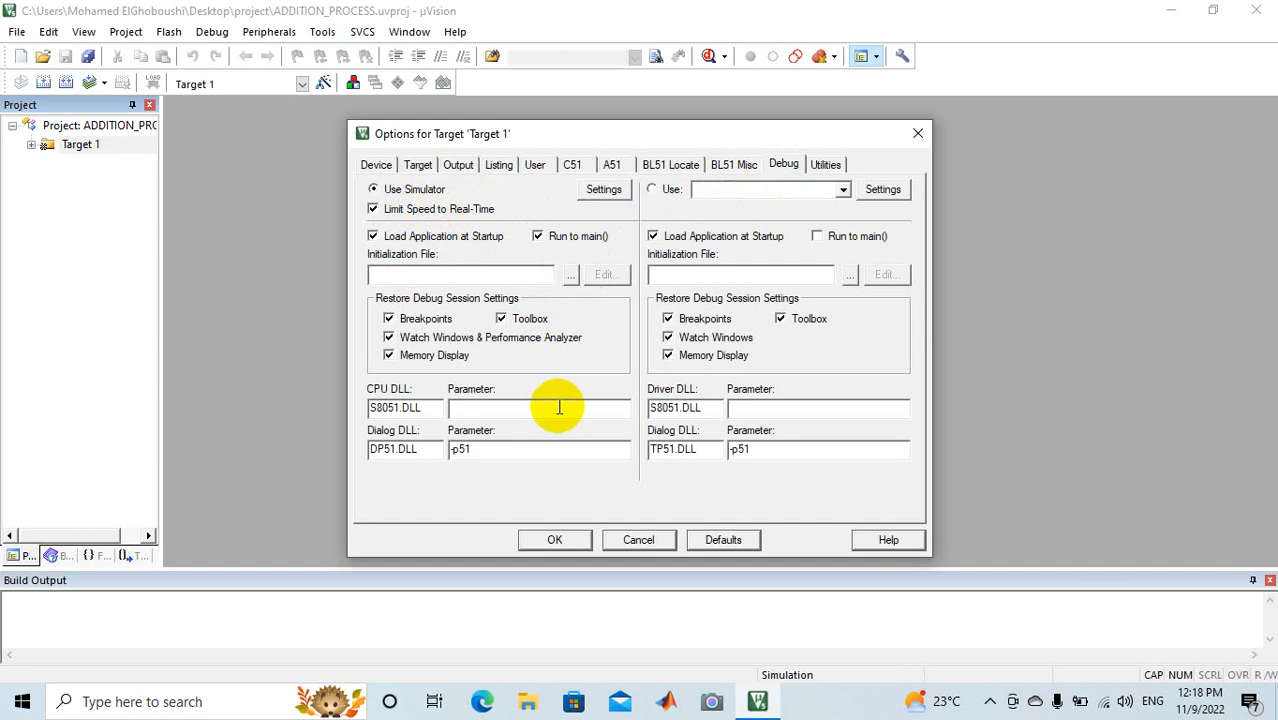 C:\Users\Mohamed ElGhoboushi\Desktop\project\ADDITION_PROCESS.uvproj - µVision
File Edit View Project Flash Debug Peripherals Tools SVCS Window Help
LOAD Target 1
Project
Project: ADDITION_PRO
Target 1
Options for Target 'Target 1'
Device Target Output Listing User C51 A51 BL51 Locate BL51 Misc Debug Utilities
Use Simulator Settings Use: Settings
Limit Speed to Real-Time
Load Application at Startup Run to main() Load Application at Startup Run to main()
Initialization File: Initialization File:
... Edit... ... Edit...
Restore Debug Session Settings Restore Debug Session Settings
Breakpoints Toolbox Breakpoints Toolbox
Watch Windows & Performance Analyzer Watch Windows
Memory Display Memory Display
CPU DLL: Parameter: Driver DLL: Parameter:
S8051.DLL S8051.DLL
Dialog DLL: Parameter: Dialog DLL: Parameter:
DP51.DLL -p51 TP51.DLL -p51
OK Cancel Defaults Help
P... B... {} F... T...
Build Output
Simulation CAP NUM SCRL OVR R/W
Type here to search 23°C ENG 12:18 PM 11/9/2022 7